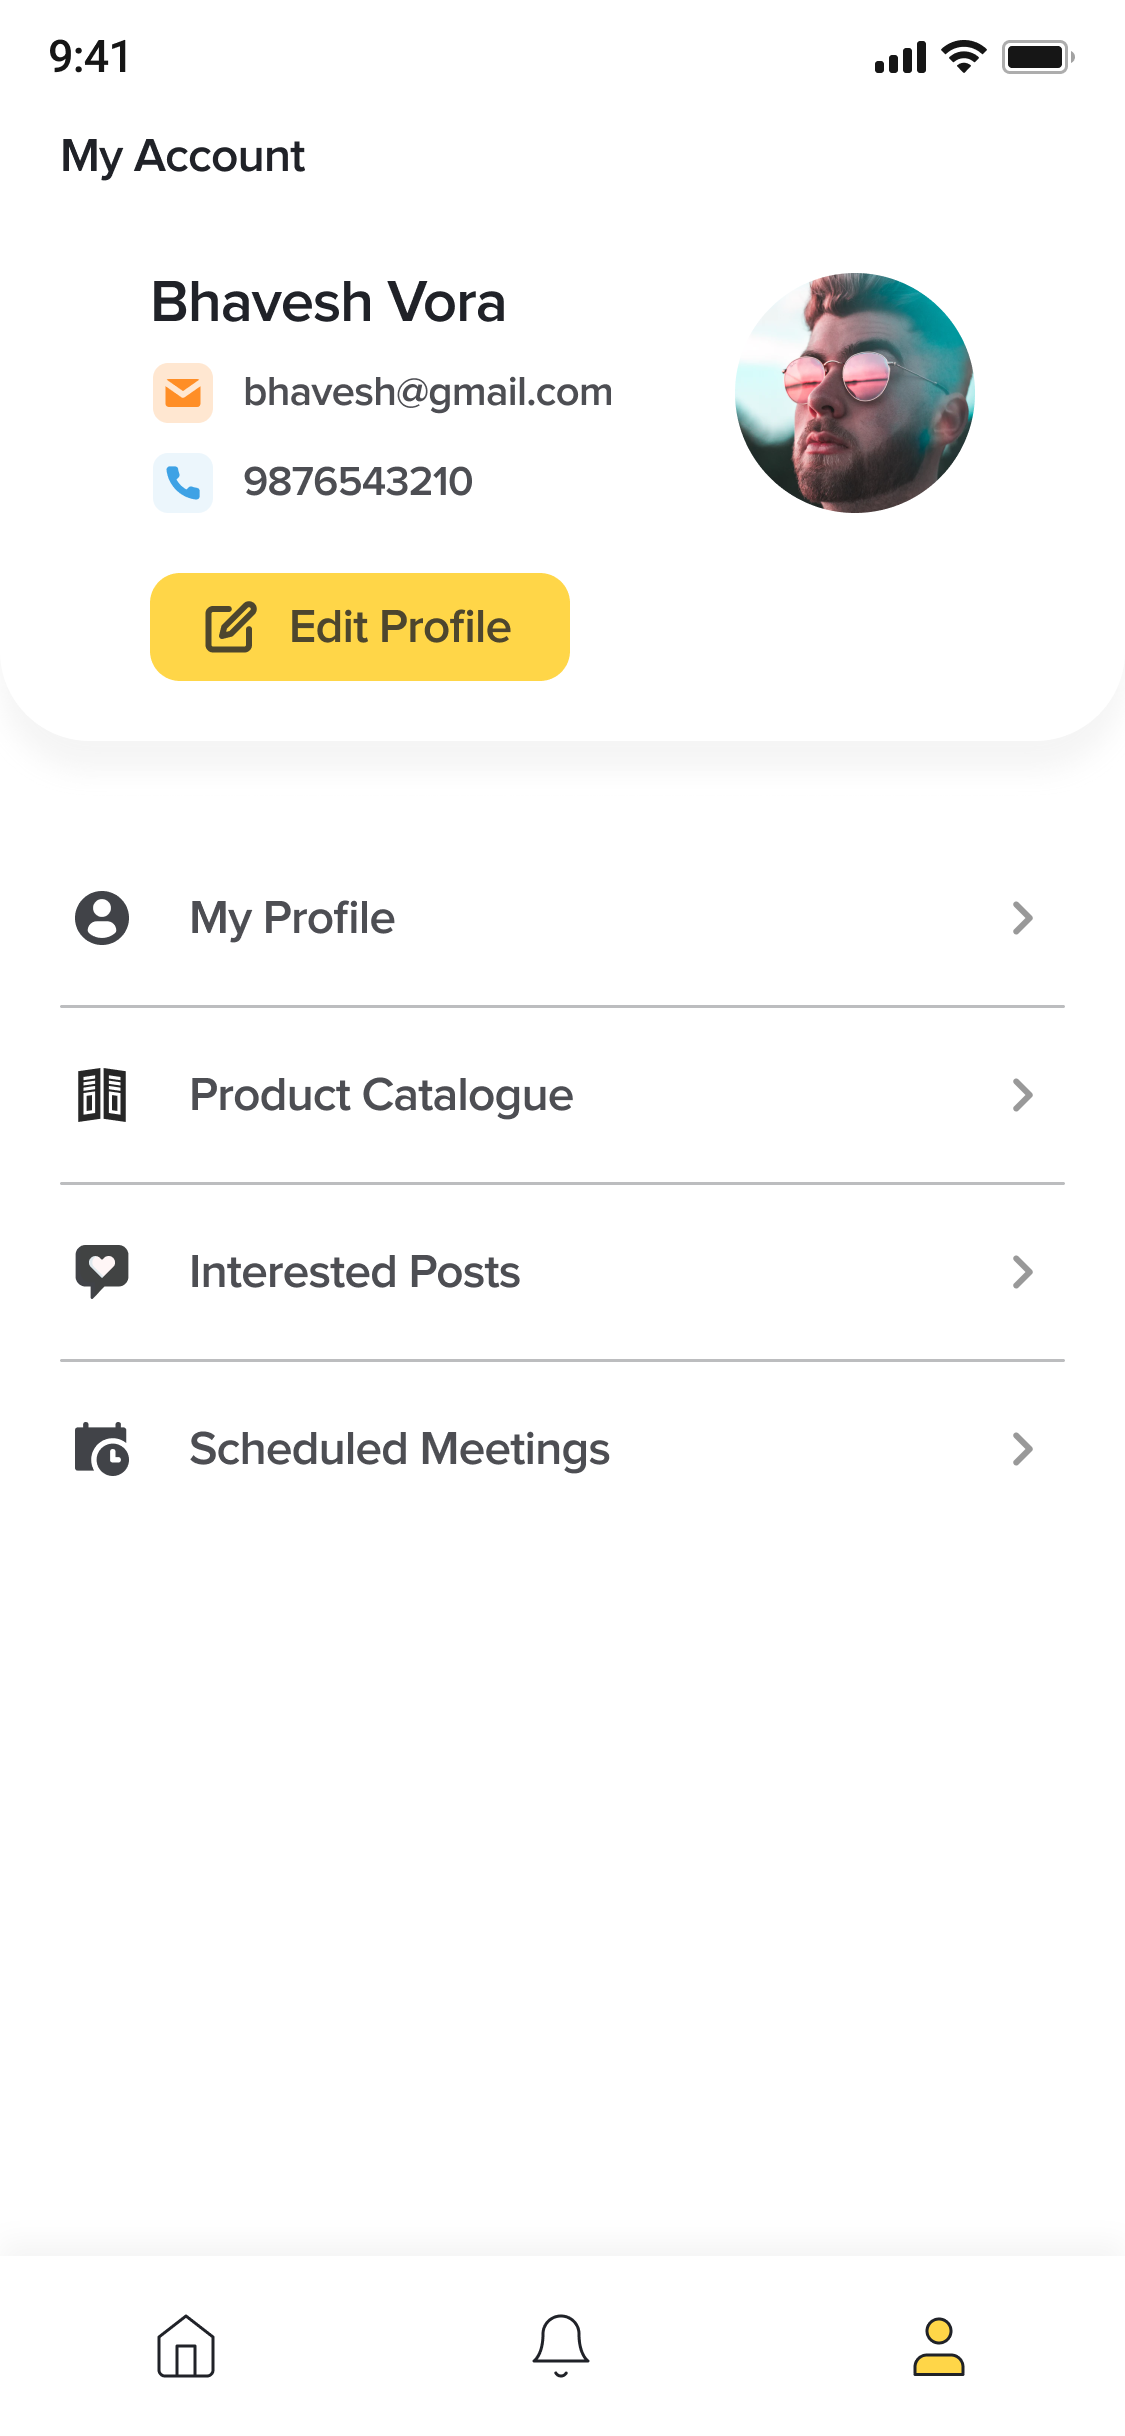 9:41
My Account
Bhavesh Vora
bhavesh@gmail.com
9876543210
Edit Profile
My Profile
Product Catalogue
Interested Posts
Scheduled Meetings